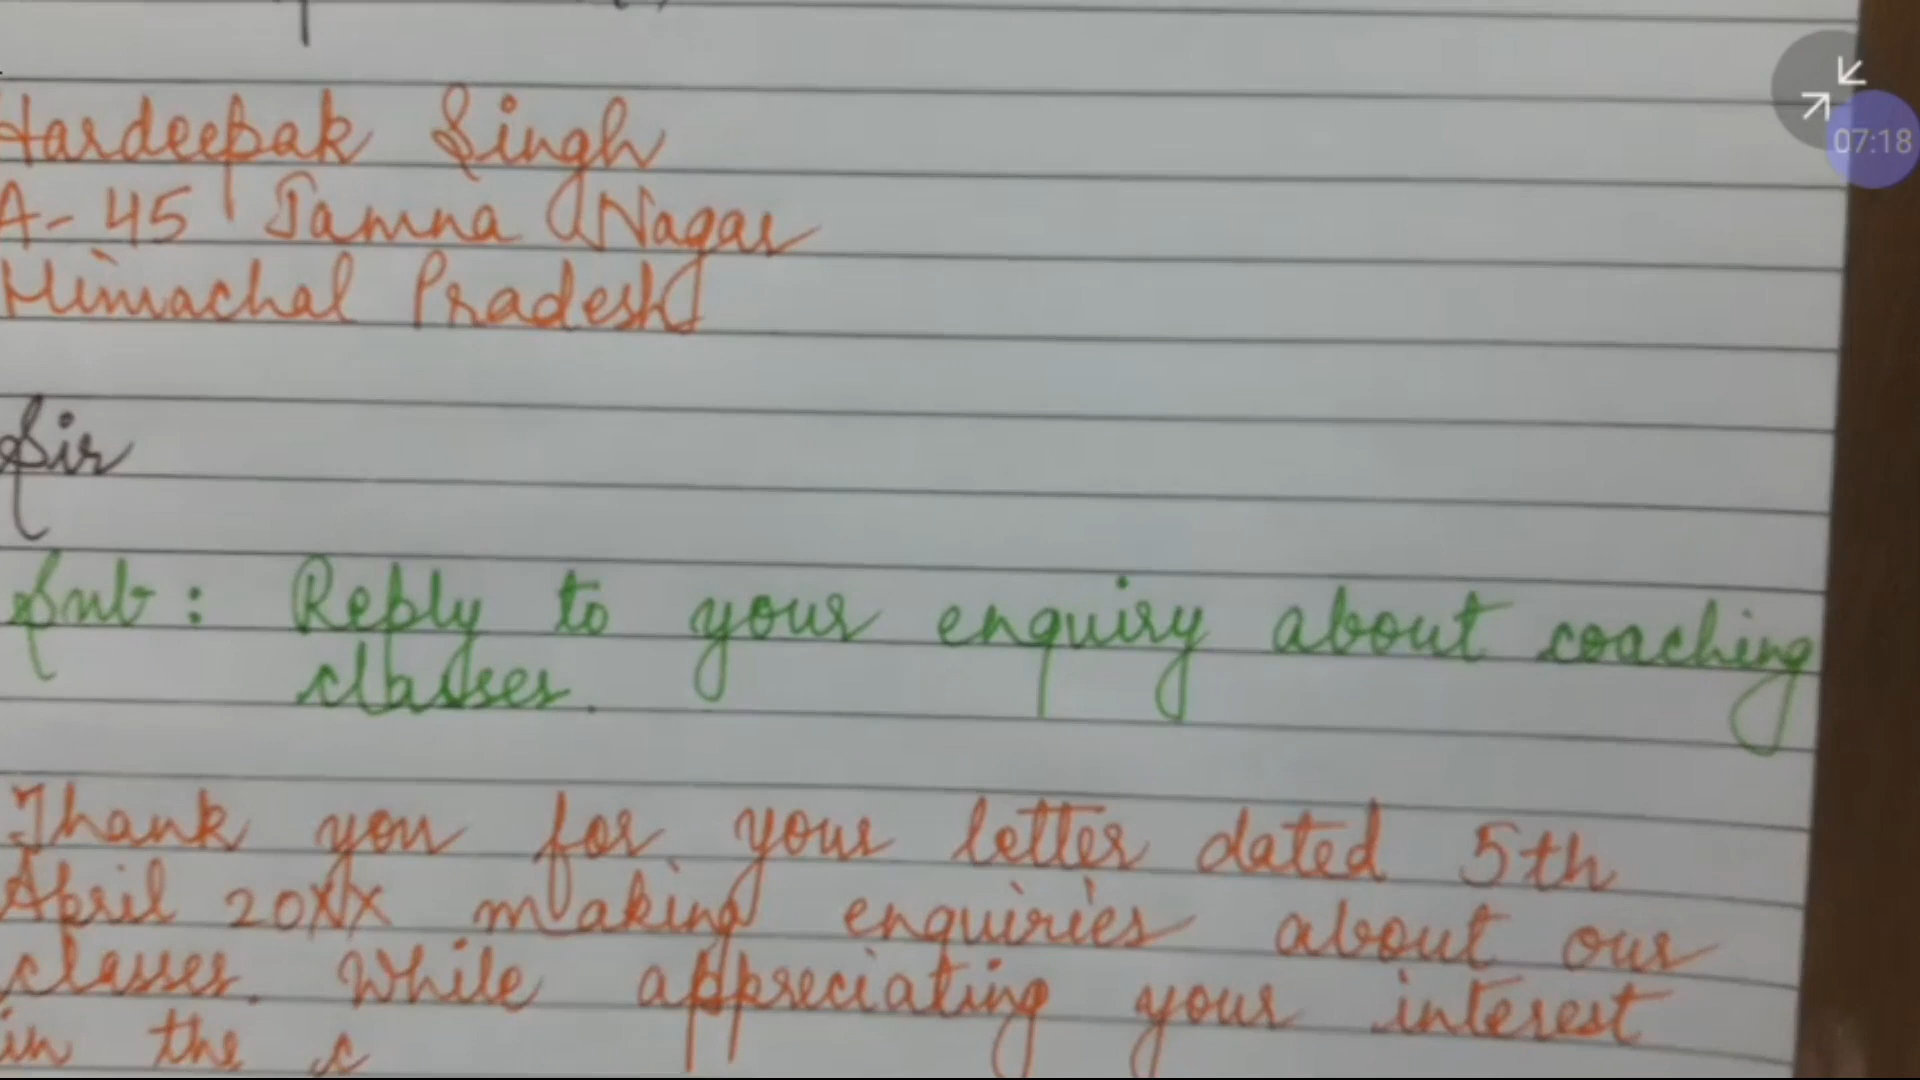 Hardeepak Singh
A-45 Jamna Nagar
Himachal Pradesh
Sir
Sub: Reply to your enquiry about coaching
classes.
Thank you for your letter dated 5th
April 20XX making enquiries about our
classes. While appreciating your interest
in the c
07:18